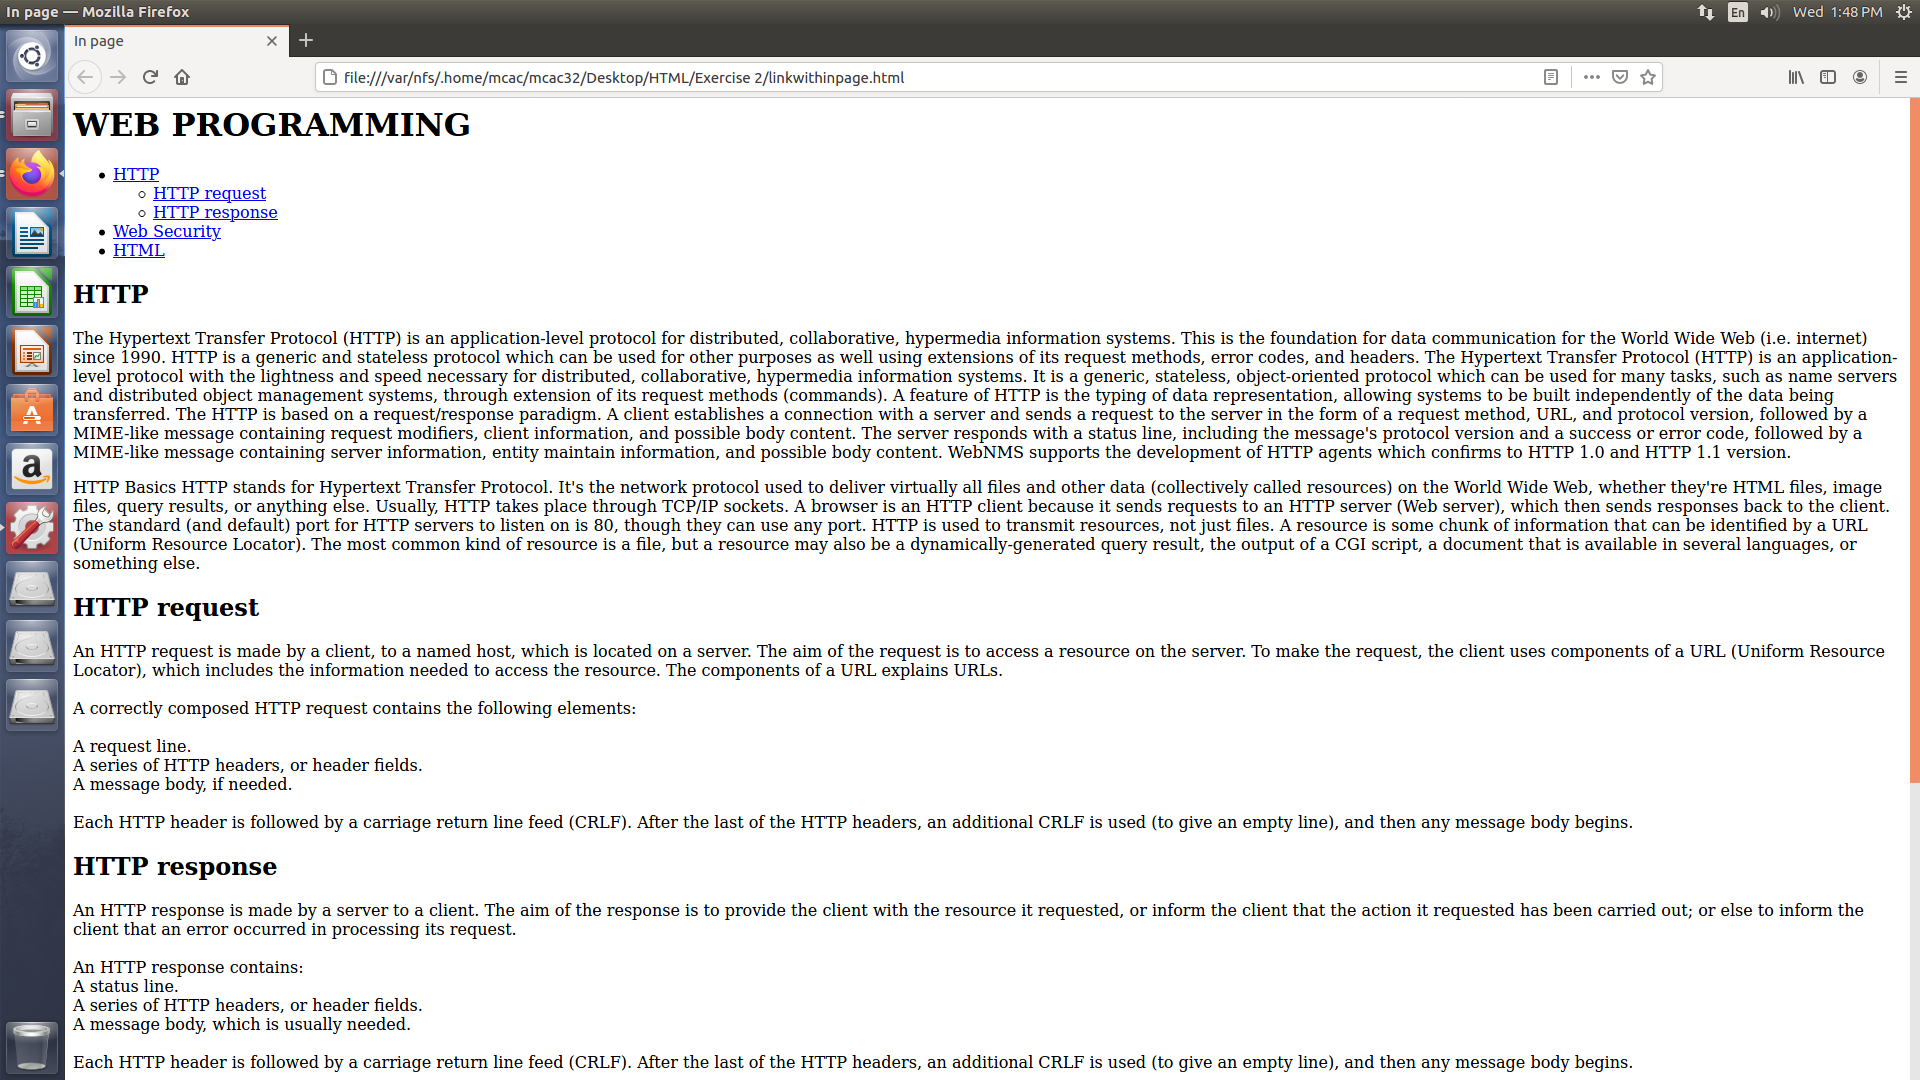 In page — Mozilla Firefox
En
Wed 1:48 PM
In page
file:///var/nfs/.home/mcac/mcac32/Desktop/HTML/Exercise 2/linkwithinpage.html
WEB PROGRAMMING
HTTP
HTTP request
HTTP response
Web Security
HTML
HTTP
The Hypertext Transfer Protocol (HTTP) is an application-level protocol for distributed, collaborative, hypermedia information systems. This is the foundation for data communication for the World Wide Web (i.e. internet)
since 1990. HTTP is a generic and stateless protocol which can be used for other purposes as well using extensions of its request methods, error codes, and headers. The Hypertext Transfer Protocol (HTTP) is an application-
level protocol with the lightness and speed necessary for distributed, collaborative, hypermedia information systems. It is a generic, stateless, object-oriented protocol which can be used for many tasks, such as name servers
and distributed object management systems, through extension of its request methods (commands). A feature of HTTP is the typing of data representation, allowing systems to be built independently of the data being
transferred. The HTTP is based on a request/response paradigm. A client establishes a connection with a server and sends a request to the server in the form of a request method, URL, and protocol version, followed by a
MIME-like message containing request modifiers, client information, and possible body content. The server responds with a status line, including the message's protocol version and a success or error code, followed by a
MIME-like message containing server information, entity maintain information, and possible body content. WebNMS supports the development of HTTP agents which confirms to HTTP 1.0 and HTTP 1.1 version.
HTTP Basics HTTP stands for Hypertext Transfer Protocol. It's the network protocol used to deliver virtually all files and other data (collectively called resources) on the World Wide Web, whether they're HTML files, image
files, query results, or anything else. Usually, HTTP takes place through TCP/IP sockets. A browser is an HTTP client because it sends requests to an HTTP server (Web server), which then sends responses back to the client.
The standard (and default) port for HTTP servers to listen on is 80, though they can use any port. HTTP is used to transmit resources, not just files. A resource is some chunk of information that can be identified by a URL
(Uniform Resource Locator). The most common kind of resource is a file, but a resource may also be a dynamically-generated query result, the output of a CGI script, a document that is available in several languages, or
something else.
HTTP request
An HTTP request is made by a client, to a named host, which is located on a server. The aim of the request is to access a resource on the server. To make the request, the client uses components of a URL (Uniform Resource
Locator), which includes the information needed to access the resource. The components of a URL explains URLs.
A correctly composed HTTP request contains the following elements:
A request line.
A series of HTTP headers, or header fields.
A message body, if needed.
Each HTTP header is followed by a carriage return line feed (CRLF). After the last of the HTTP headers, an additional CRLF is used (to give an empty line), and then any message body begins.
HTTP response
An HTTP response is made by a server to a client. The aim of the response is to provide the client with the resource it requested, or inform the client that the action it requested has been carried out; or else to inform the
client that an error occurred in processing its request.
An HTTP response contains:
A status line.
A series of HTTP headers, or header fields.
A message body, which is usually needed.
Each HTTP header is followed by a carriage return line feed (CRLF). After the last of the HTTP headers, an additional CRLF is used (to give an empty line), and then any message body begins.